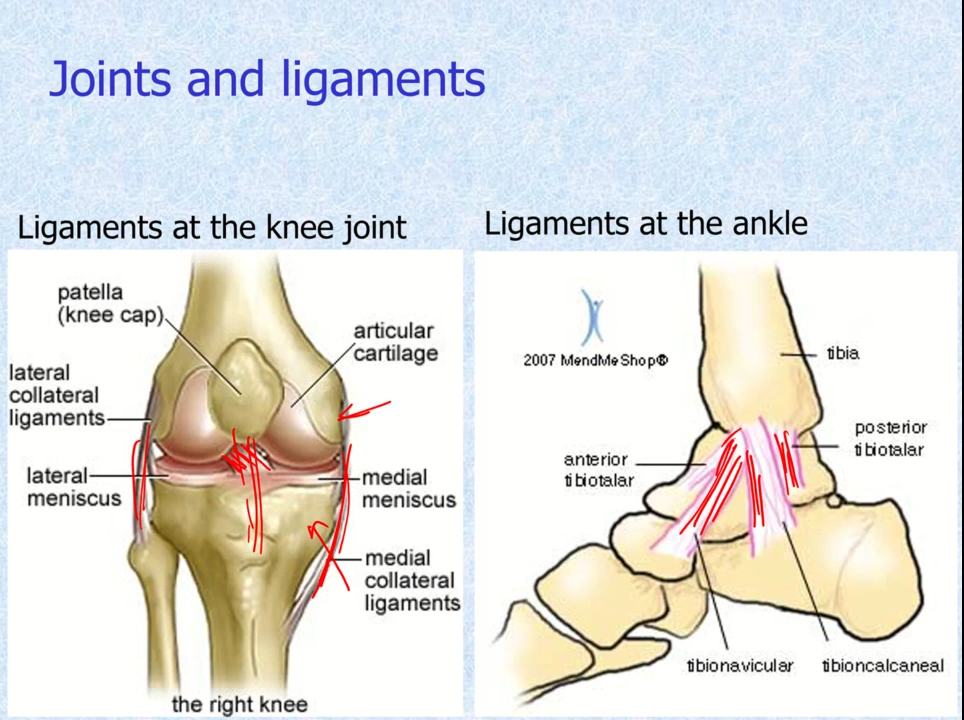 Joints and ligaments
Ligaments at the knee joint
Ligaments at the ankle
patella
(knee cap)
articular
cartilage
lateral
collateral
ligaments
lateral
meniscus
medial
meniscus
medial
collateral
ligaments
the right knee
2007 MendMeShop®
tibia
posterior
tibiotalar
anterior
tibiotalar
tibionavicular
tibioncalcaneal